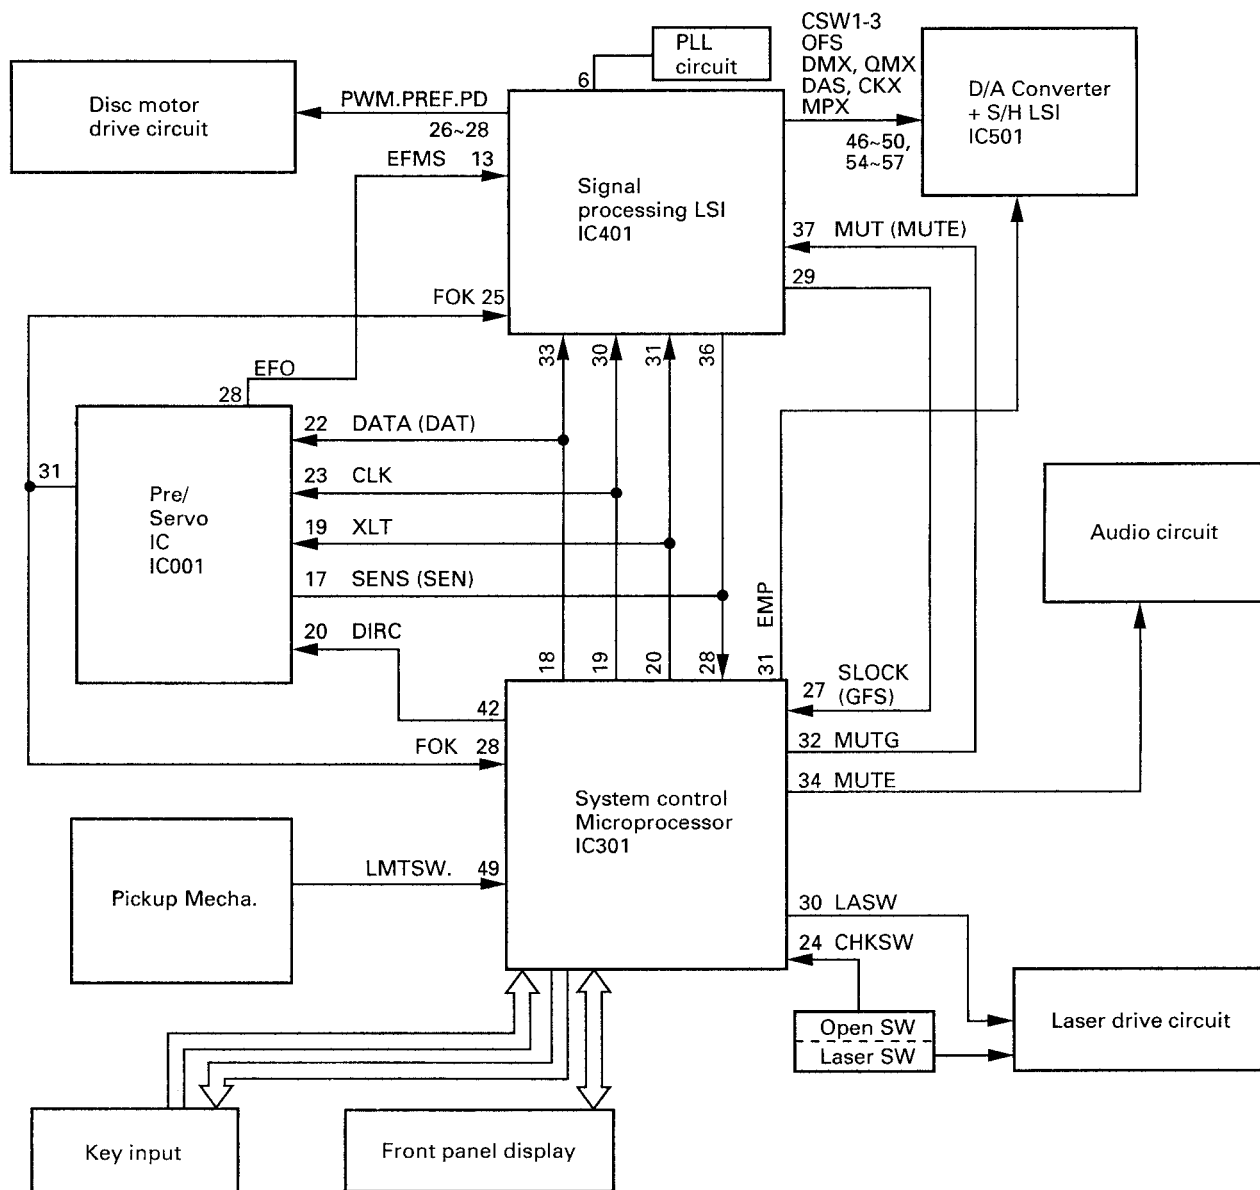 CSW1-3
OFS
DMX, QMX
DAS, CKX
MPX
PLL
circuit
6
D/A Converter
+ S/H LSI
IC501
Disc motor
drive circuit
PWM.PREF.PD
26~28
46~50,
54~57
EFMS 13
Signal
processing LSI
IC401
37 MUT (MUTE)
29
FOK 25
33
30
31
36
EFO
28
22 DATA (DAT)
31
23 CLK
Pre/
Servo
IC
IC001
19 XLT
17 SENS (SEN)
20 DIRC
Audio circuit
18
19
20
28
31 EMP
27 SLOCK
(GFS)
42
FOK 28
32 MUTG
34 MUTE
System control
Microprocessor
IC301
LMTSW. 49
Pickup Mecha.
30 LASW
24 CHKSW
Open SW
Laser SW
Laser drive circuit
Key input
Front panel display